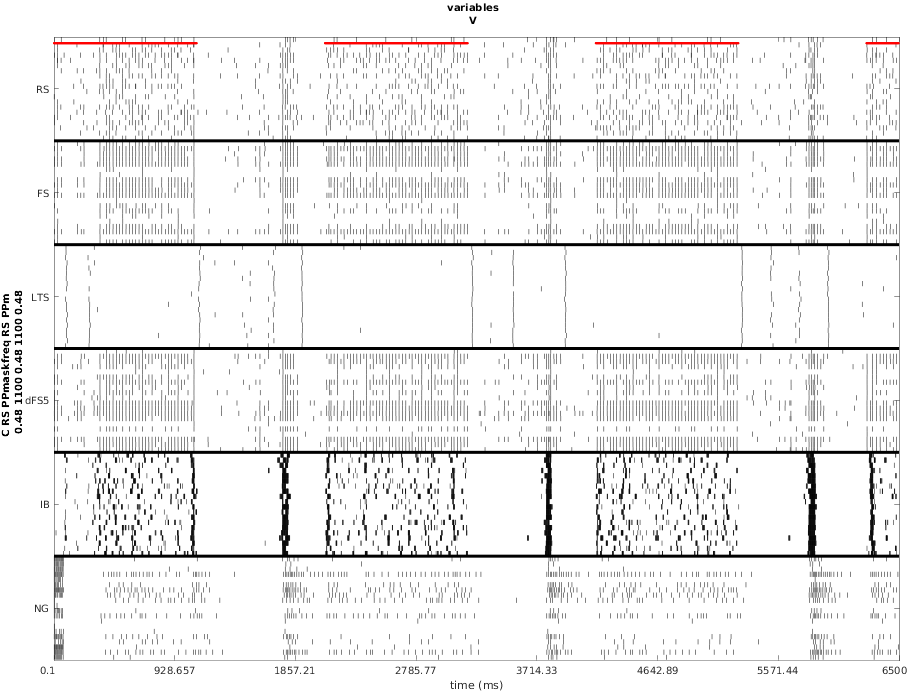 variables
V
C RS PPmaskfreq RS PPm
0.48 1100 0.48 1100 0.48
RS
FS
LTS
dFS5
IB
NG
0.1 928.657 1857.21 2785.77 3714.33 4642.89 5571.44 6500
time (ms)